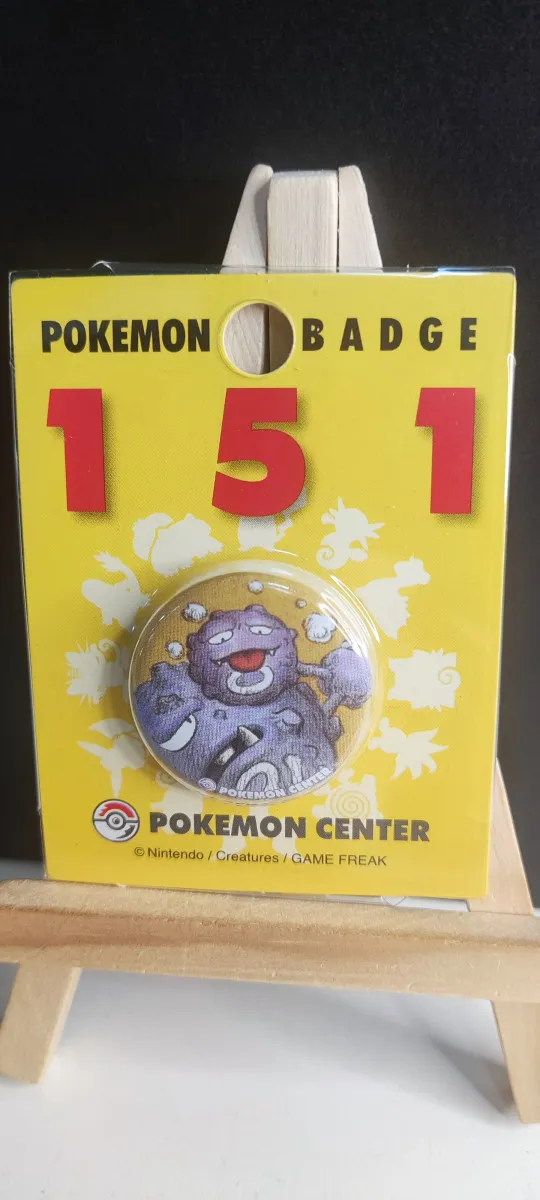 POKEMON BADGE
151
POKEMON CENTER
POKEMON CENTER
© Nintendo / Creatures / GAME FREAK